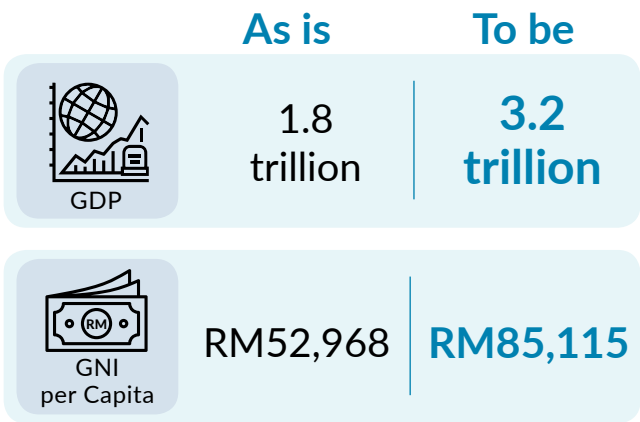 As is
To be
GDP
1.8
trillion
3.2
trillion
RM
GNI
per Capita
RM52,968
RM85,115